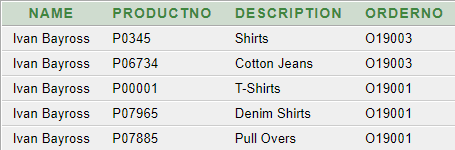 NAME PRODUCTNO DESCRIPTION ORDERNO
Ivan Bayross P0345 Shirts O19003
Ivan Bayross P06734 Cotton Jeans O19003
Ivan Bayross P00001 T-Shirts O19001
Ivan Bayross P07965 Denim Shirts O19001
Ivan Bayross P07885 Pull Overs O19001